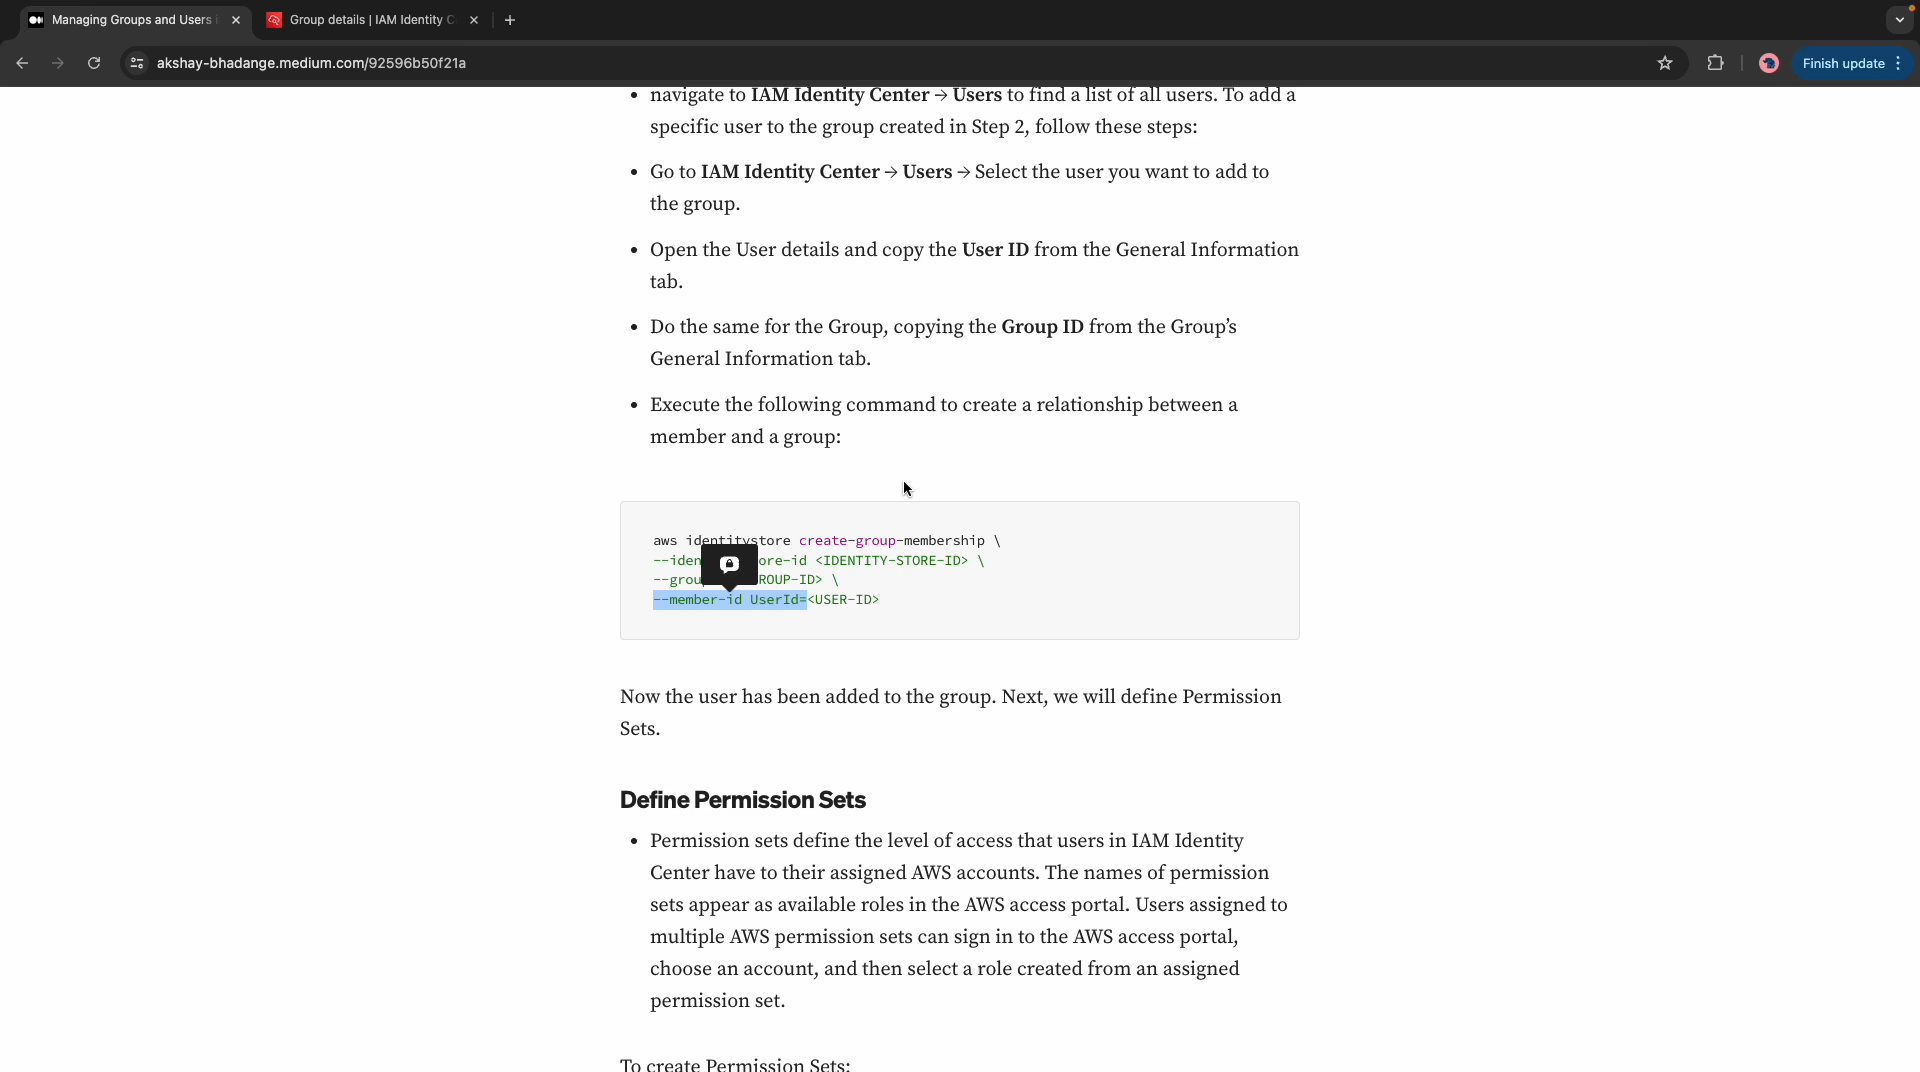 Managing Groups and Users i
Group details | IAM Identity C
akshay-bhadange.medium.com/92596b50f21a
Finish update
• navigate to IAM Identity Center → Users to find a list of all users. To add a
specific user to the group created in Step 2, follow these steps:
• Go to IAM Identity Center → Users → Select the user you want to add to
the group.
• Open the User details and copy the User ID from the General Information
tab.
• Do the same for the Group, copying the Group ID from the Group’s
General Information tab.
• Execute the following command to create a relationship between a
member and a group:
aws identitystore create-group-membership \
--iden ore-id <IDENTITY-STORE-ID> \
--grou ROUP-ID> \
--member-id UserId=<USER-ID>
Now the user has been added to the group. Next, we will define Permission
Sets.
Define Permission Sets
• Permission sets define the level of access that users in IAM Identity
Center have to their assigned AWS accounts. The names of permission
sets appear as available roles in the AWS access portal. Users assigned to
multiple AWS permission sets can sign in to the AWS access portal,
choose an account, and then select a role created from an assigned
permission set.
To create Permission Sets: